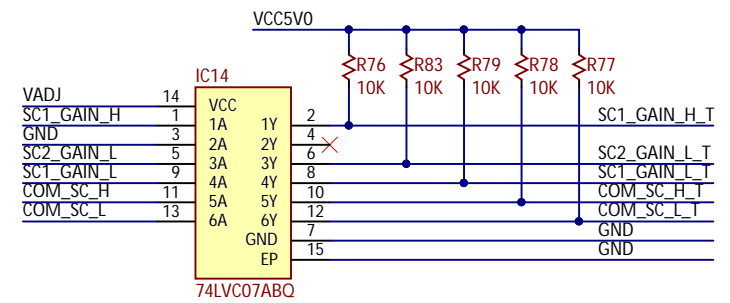 VCC5V0
R76 R83 R79 R78 R77
10K 10K 10K 10K 10K
IC14
VADJ 14 VCC
SC1_GAIN_H 1 1A 1Y 2 SC1_GAIN_H_T
GND 3 2A 2Y 4
SC2_GAIN_L 5 3A 3Y 6 SC2_GAIN_L_T
SC1_GAIN_L 9 4A 4Y 8 SC1_GAIN_L_T
COM_SC_H 11 5A 5Y 10 COM_SC_H_T
COM_SC_L 13 6A 6Y 12 COM_SC_L_T
GND 7 GND
EP 15 GND
74LVC07ABQ